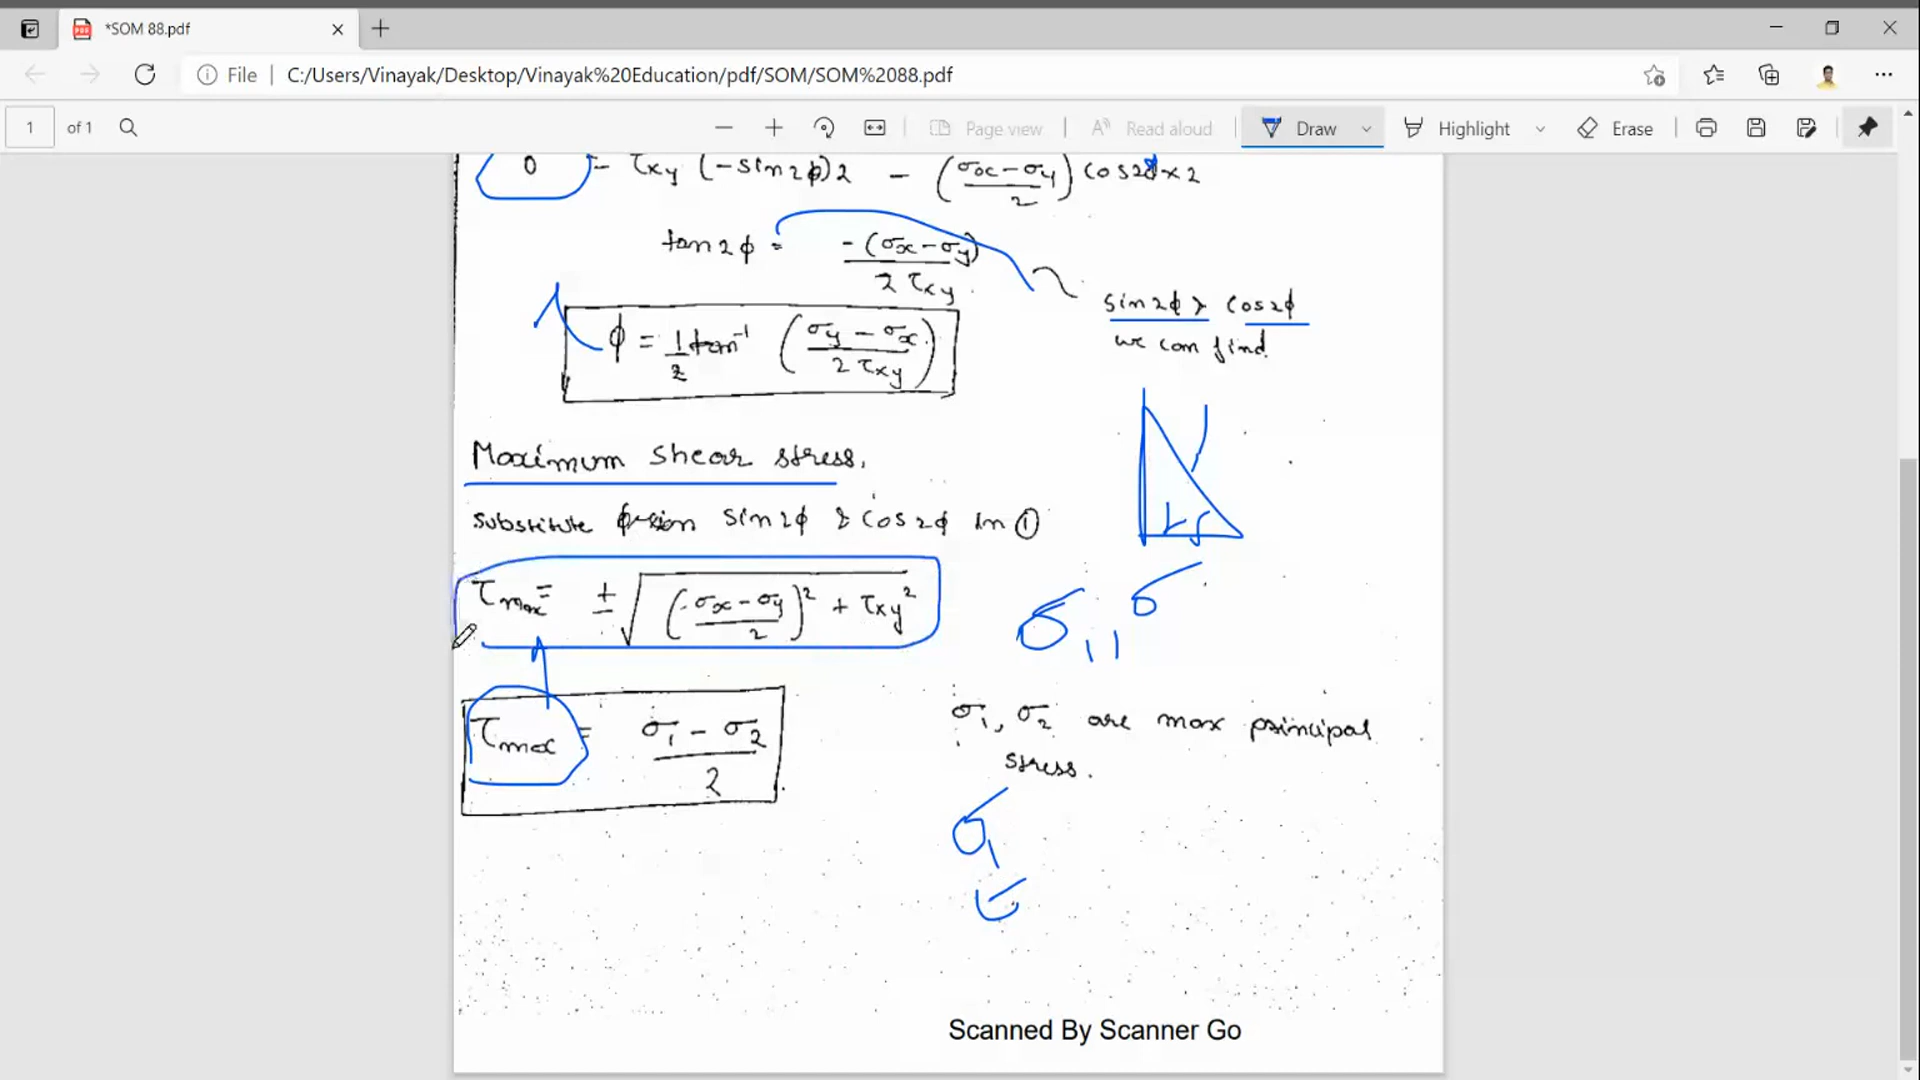 *SOM 88.pdf
File | C:/Users/Vinayak/Desktop/Vinayak%20Education/pdf/SOM/SOM%2088.pdf
1 of 1 Page view Read aloud Draw Highlight Erase
0 = τxy (-sin2ϕ)2 - (σx-σy/2) cos2ϕ×2
tan2ϕ = -(σx-σy)/2τxy
sin2ϕ & cos2ϕ
we can find
ϕ = 1/2 tan⁻¹ (σy-σx/2τxy)
Maximum shear stress.
substitute sin2ϕ & cos2ϕ in ①
τmax = ± √(σx-σy/2)² + τxy²
σ₁, σ
τmax = σ₁-σ₂/2
σ₁, σ₂ are max principal
stress.
σ₁
Scanned By Scanner Go